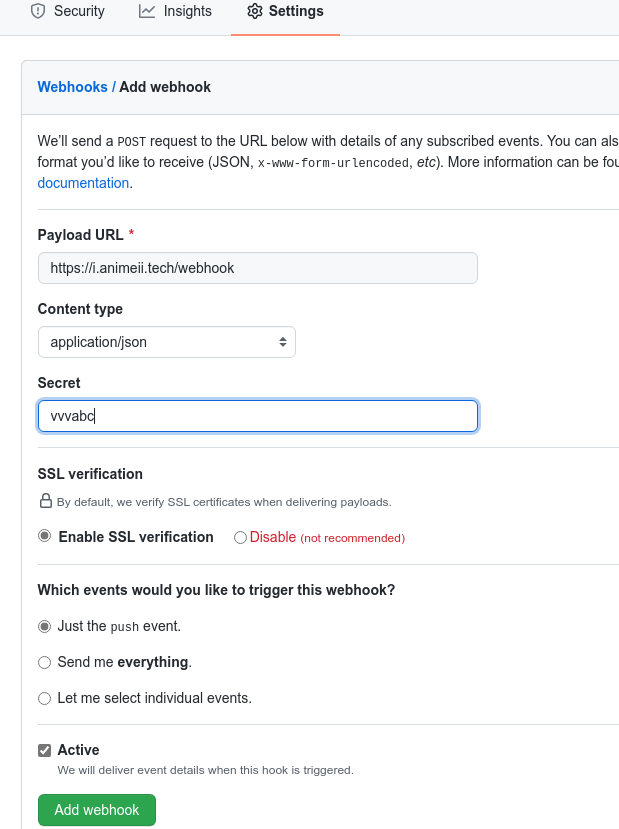 Security Insights Settings
Webhooks / Add webhook
We'll send a POST request to the URL below with details of any subscribed events. You can
format you'd like to receive (JSON, x-www-form-urlencoded, etc). More information can be
documentation.
Payload URL *
https://i.animeii.tech/webhook
Content type
application/json
Secret
vvvabc
SSL verification
By default, we verify SSL certificates when delivering payloads.
Enable SSL verification Disable (not recommended)
Which events would you like to trigger this webhook?
Just the push event.
Send me everything.
Let me select individual events.
Active
We will deliver event details when this hook is triggered.
Add webhook